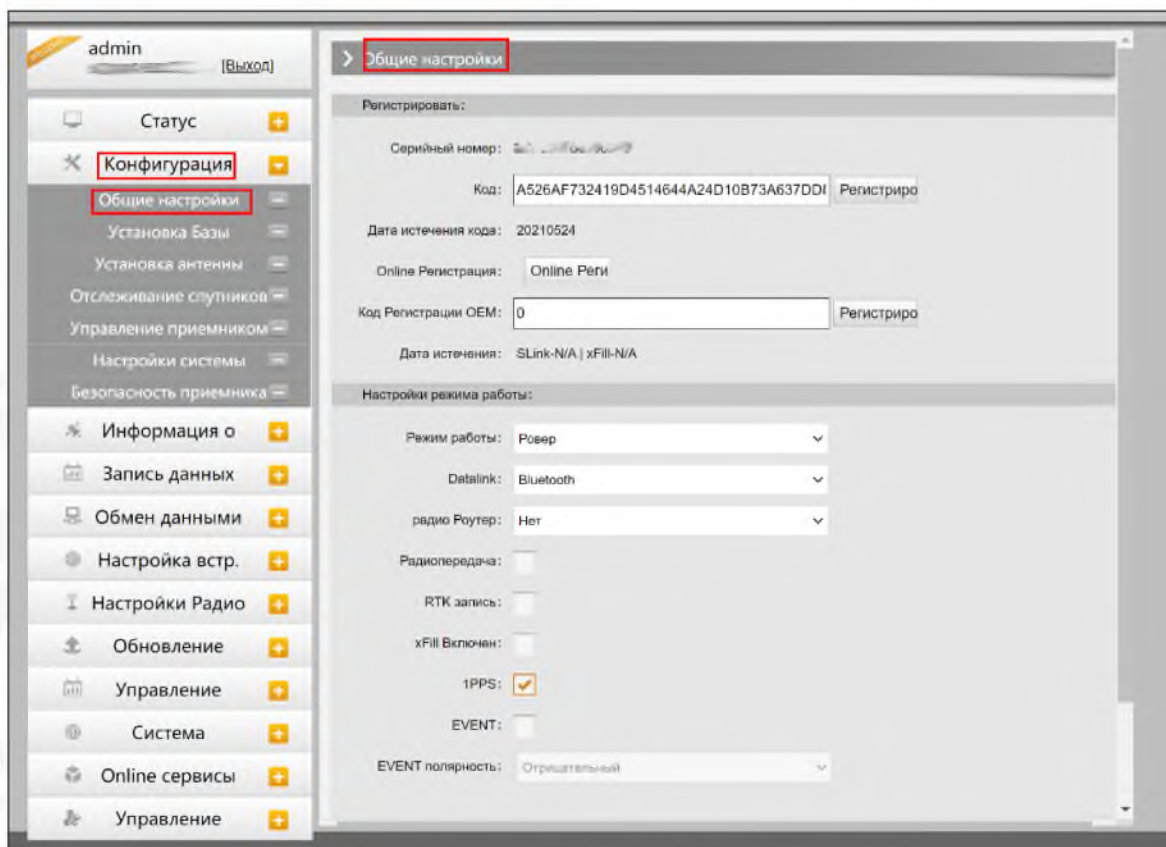 admin
[Выход]
Статус
Конфигурация
Общие настройки
Установка Базы
Установка антенны
Отслеживание спутников
Управление приемником
Настройки системы
Безопасность приемника
Информация о
Запись данных
Обмен данными
Настройка встр.
Настройки Радио
Обновление
Управление
Система
Online сервисы
Управление
Общие настройки
Регистрировать:
Серийный номер:
Код: A526AF732419D4514644A24D10B73A637DD Регистриро
Дата истечения кода: 20210524
Online Регистрация: Online Реги
Код Регистрации OEM: 0 Регистриро
Дата истечения: SLink-N/A | xFill-N/A
Настройки режима работы:
Режим работы: Ровер
Datalink: Bluetooth
радио Роутер: Нет
Радиопередача:
RTK запись:
xFill Включен:
1PPS:
EVENT:
EVENT полярность: Отрицательный